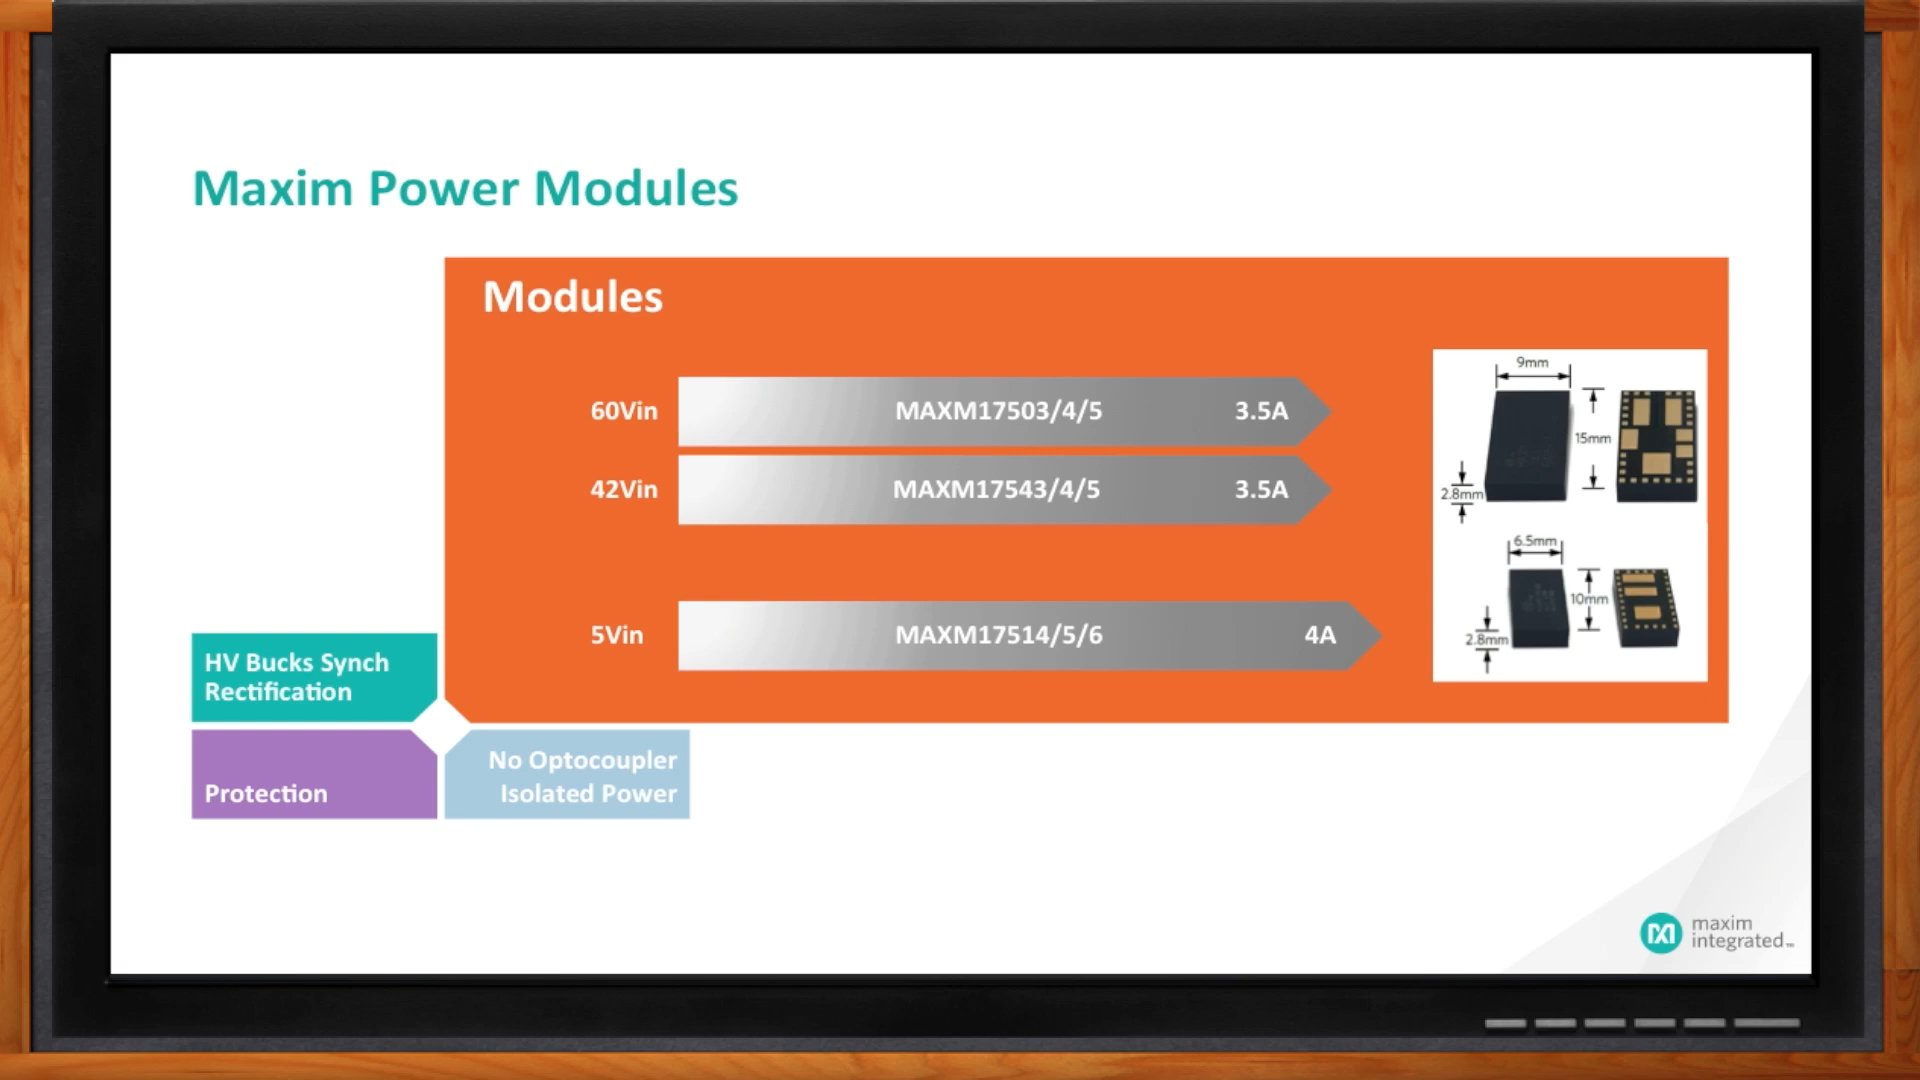 Maxim Power Modules
Modules
60Vin MAXM17503/4/5 3.5A
42Vin MAXM17543/4/5 3.5A
5Vin MAXM17514/5/6 4A
9mm
15mm
2.8mm
6.5mm
10mm
2.8mm
HV Bucks Synch
Rectification
Protection
No Optocoupler
Isolated Power
maxim
integrated™